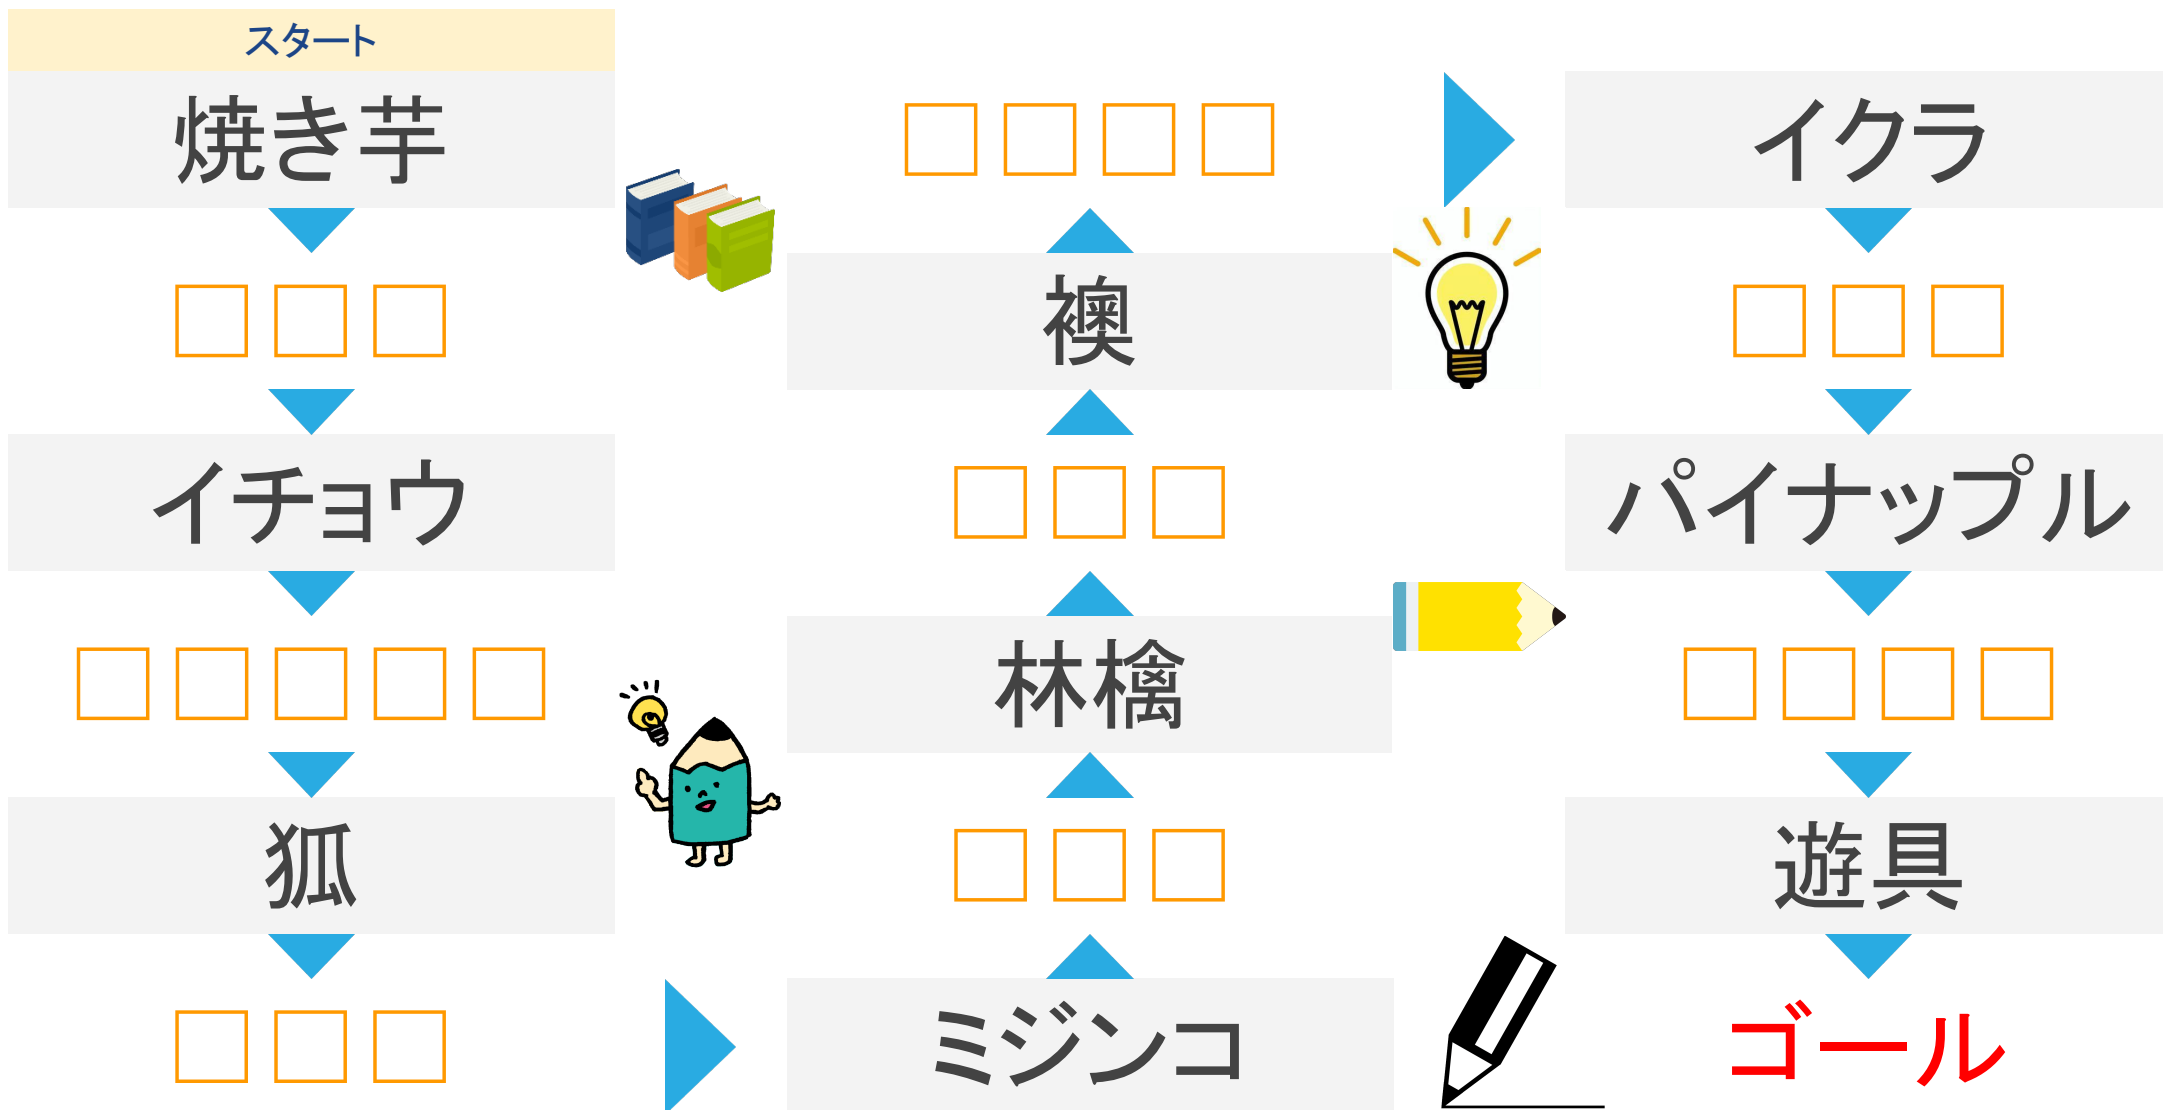 スタート
焼き芋
イチョウ
狐
ミジンコ
林檎
襖
イクラ
パイナップル
遊具
ゴール